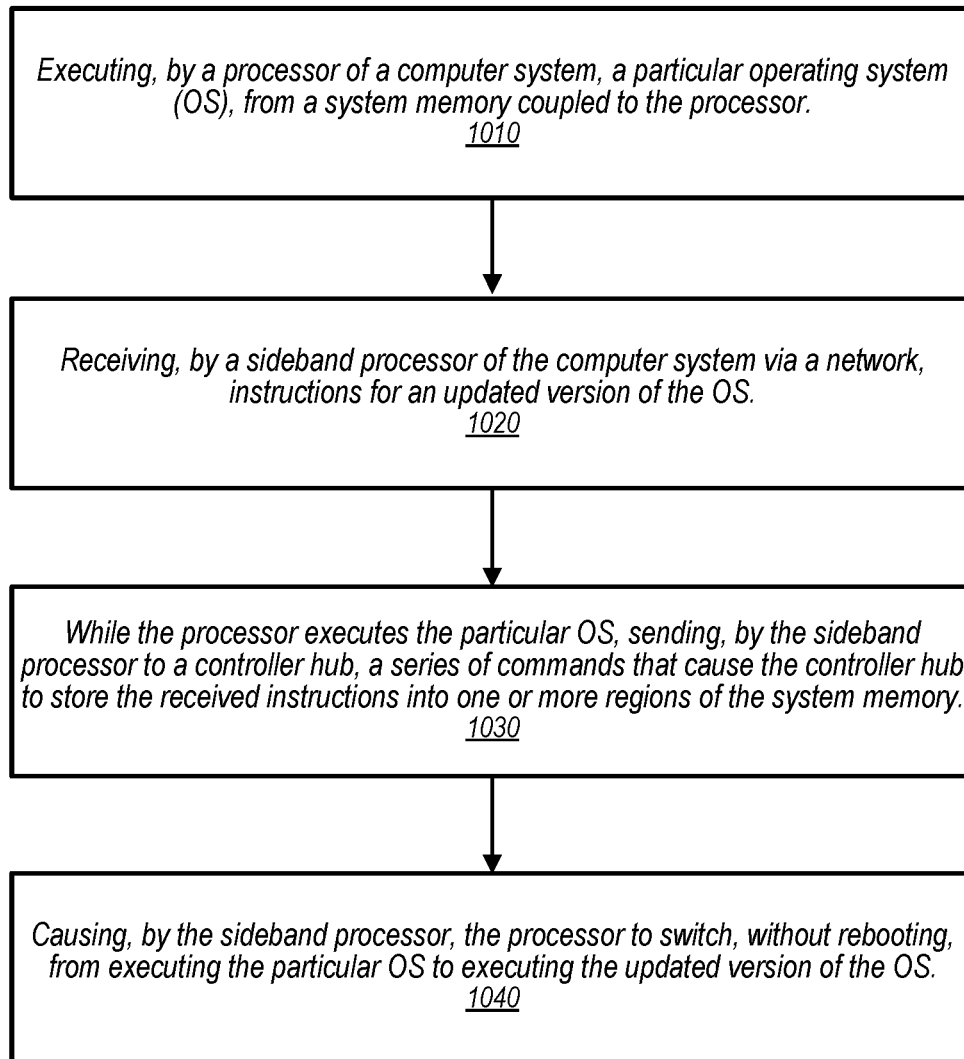 Executing, by a processor of a computer system, a particular operating system
(OS), from a system memory coupled to the processor.
1010
Receiving, by a sideband processor of the computer system via a network,
instructions for an updated version of the OS.
1020
While the processor executes the particular OS, sending, by the sideband
processor to a controller hub, a series of commands that cause the controller hub
to store the received instructions into one or more regions of the system memory.
1030
Causing, by the sideband processor, the processor to switch, without rebooting,
from executing the particular OS to executing the updated version of the OS.
1040